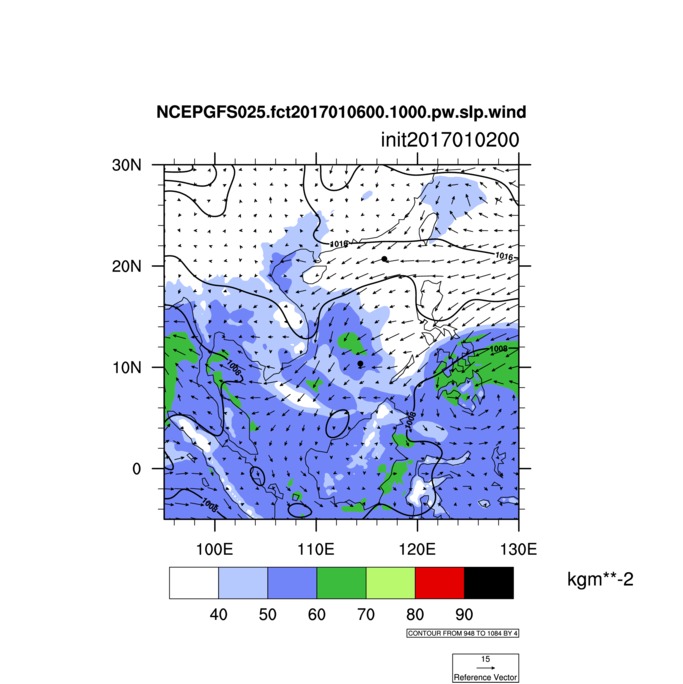 NCEPGFS025.fct2017010600.1000.pw.slp.wind
init2017010200
30N
1016
1016
20N
1008
10N
1008
1008
0
1008
100E 110E 120E 130E
kgm**-2
40 50 60 70 80 90
CONTOUR FROM 948 TO 1084 BY 4
15
Reference Vector